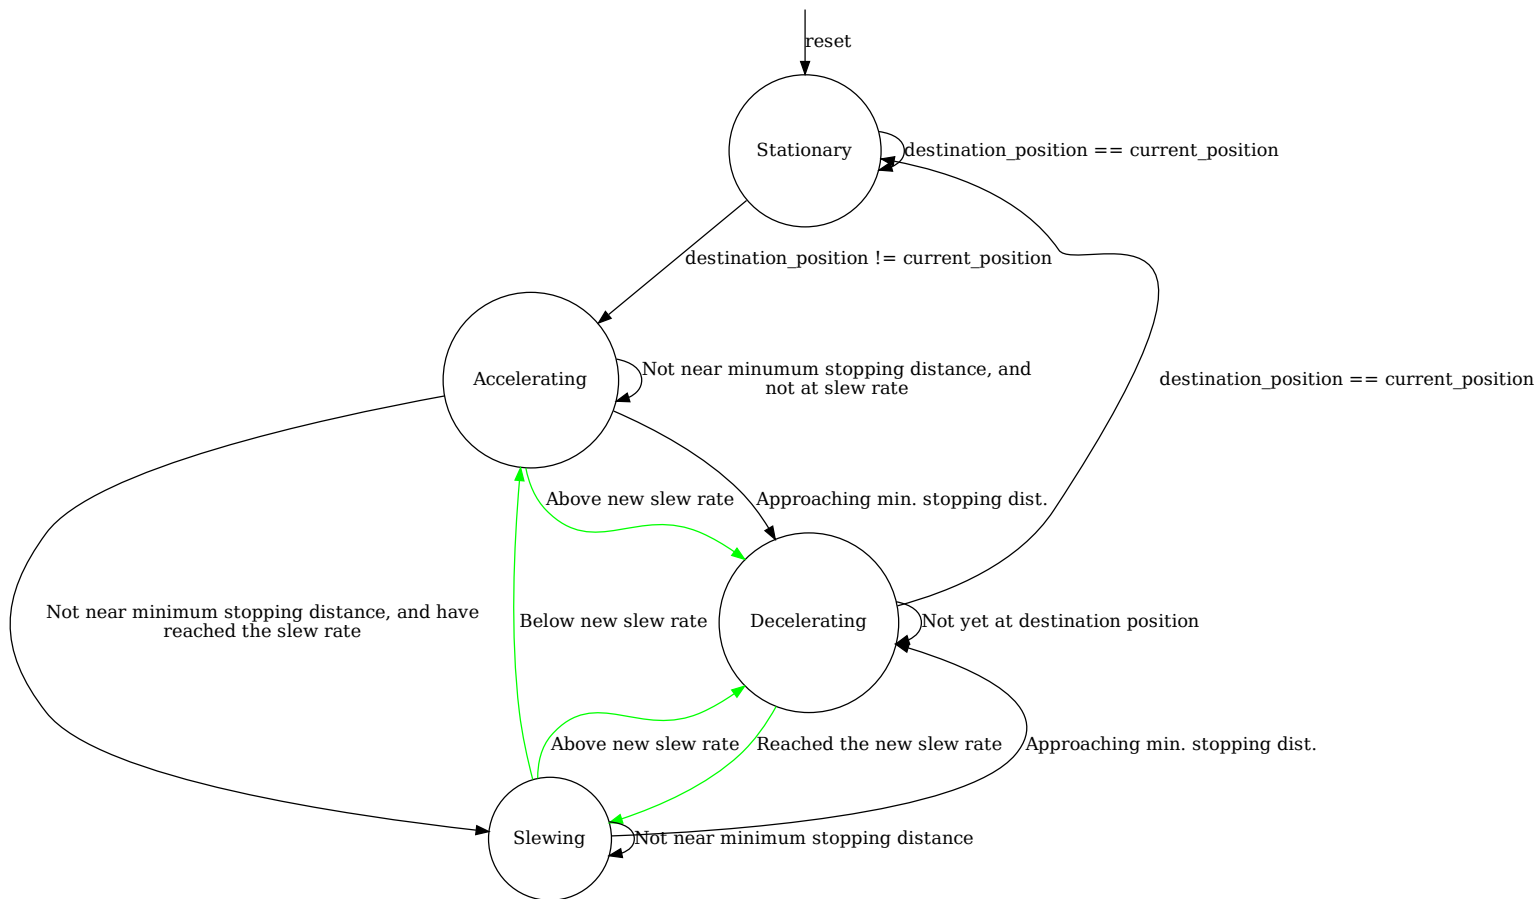 reset
Stationary
destination_position == current_position
destination_position != current_position
Accelerating
Not near minumum stopping distance, and
not at slew rate
destination_position == current_position
Above new slew rate
Approaching min. stopping dist.
Not near minimum stopping distance, and have
reached the slew rate
Below new slew rate
Decelerating
Not yet at destination position
Above new slew rate
Reached the new slew rate
Approaching min. stopping dist.
Slewing
Not near minimum stopping distance